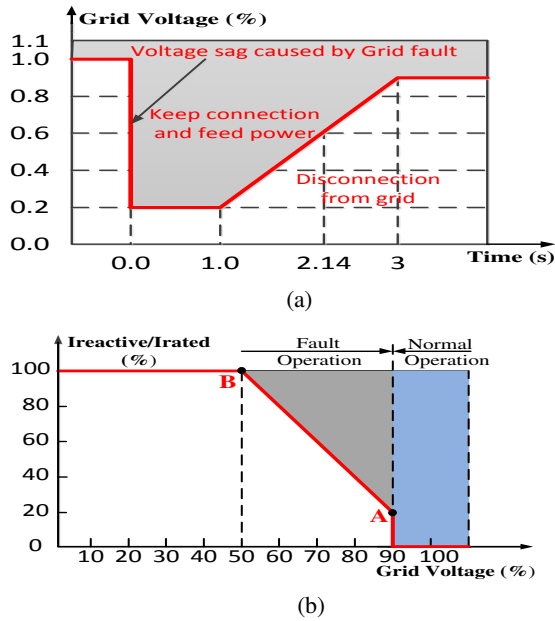 Grid Voltage (%)
1.1
1.0
0.8
0.6
0.4
0.2
0.0
Voltage sag caused by Grid fault
Keep connection
and feed power
Disconnection
from grid
0.0 1.0 2.14 3
Time (s)
(a)
Ireactive/Irated
(%)
Fault
Operation
Normal
Operation
100
80
60
40
20
0
B
A
10 20 30 40 50 60 70 80 90 100
Grid Voltage (%)
(b)